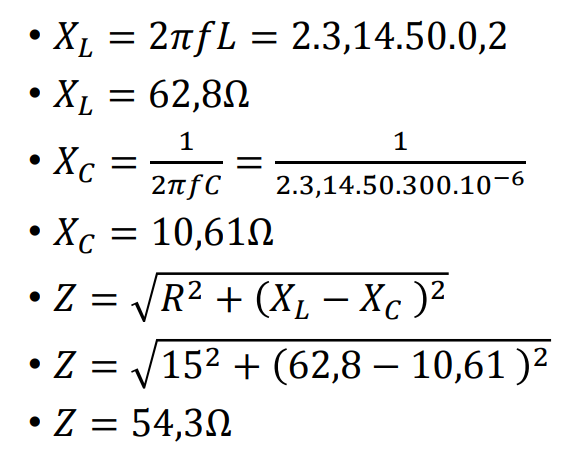 • X_L = 2πfL = 2.3,14.50.0,2
• X_L = 62,8Ω
• X_C = 1/(2πfC) = 1/(2.3,14.50.300.10⁻⁶)
• X_C = 10,61Ω
• Z = √(R² + (X_L − X_C )²)
• Z = √(15² + (62,8 − 10,61 )²)
• Z = 54,3Ω